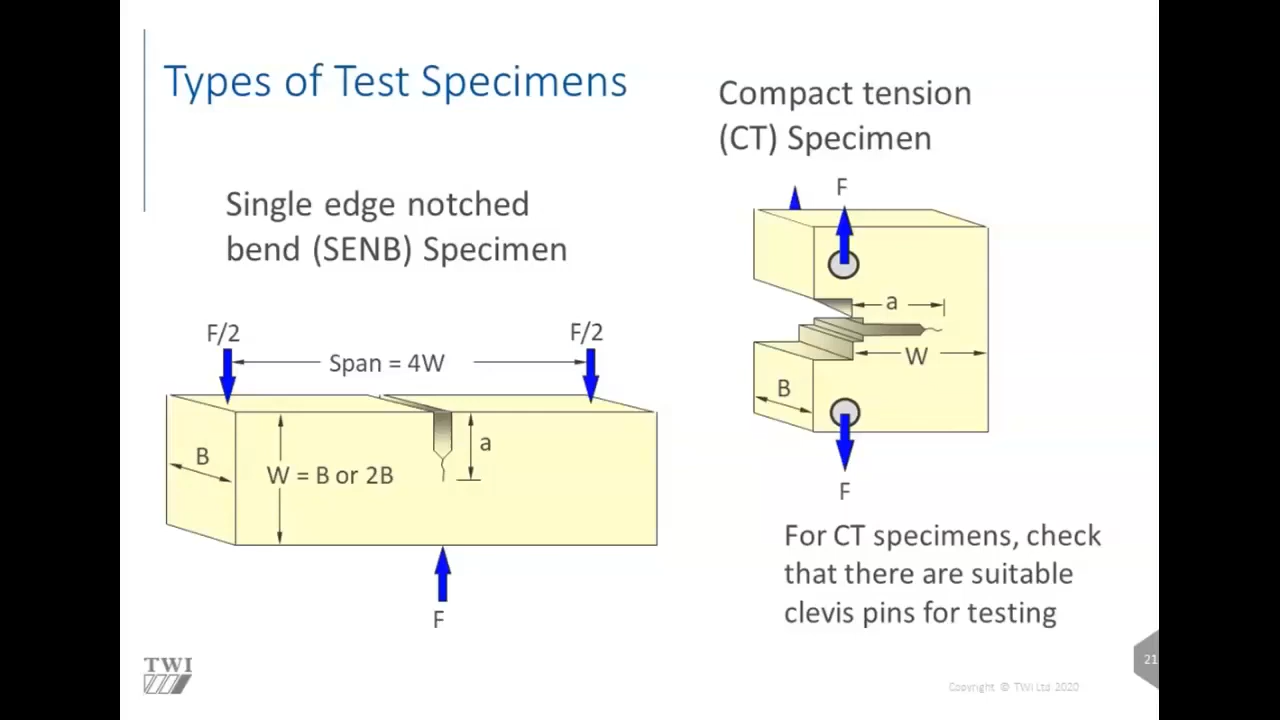 Types of Test Specimens
Compact tension
(CT) Specimen
Single edge notched
bend (SENB) Specimen
F/2
F/2
Span = 4W
B
W = B or 2B
a
F
F
a
W
B
F
For CT specimens, check
that there are suitable
clevis pins for testing
TWI
Copyright © TWI Ltd 2020
21